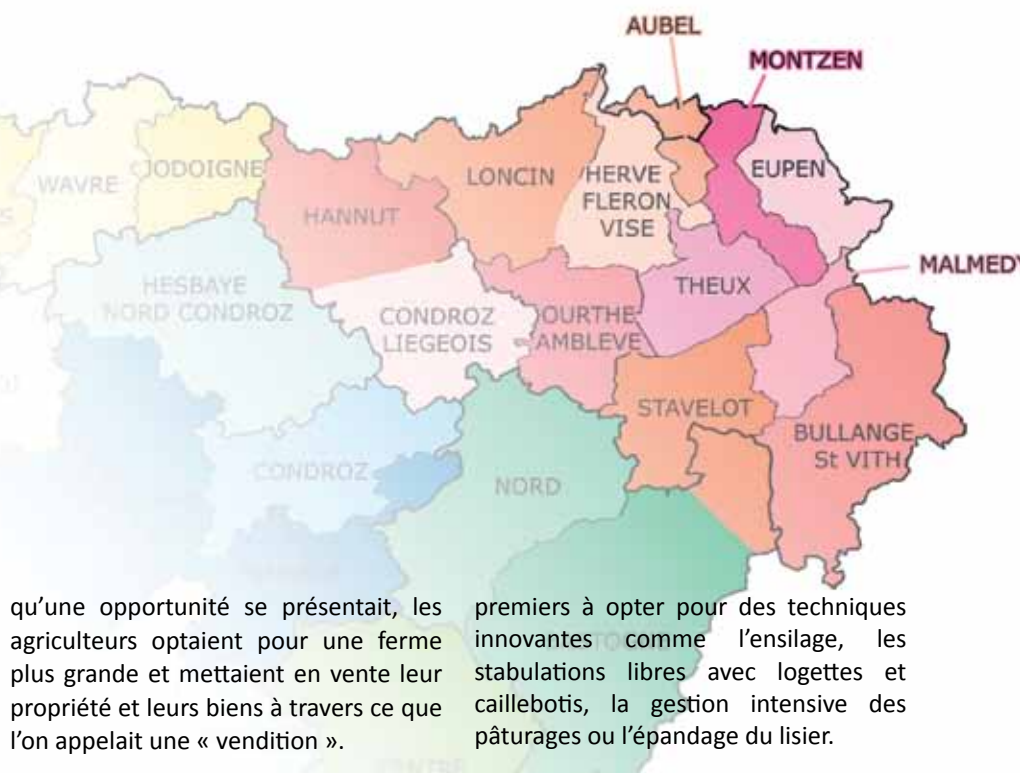 AUBEL
MONTZEN
WAVRE
JODOIGNE
HANNUT
LONCIN
HERVE
FLERON
VISE
EUPEN
MALMEDY
HESBAYE
NORD CONDROZ
CONDROZ
LIEGEOIS
OURTHE
AMBLEVE
THEUX
STAVELOT
BULLANGE
St VITH
CONDROZ
NORD
qu'une opportunité se présentait, les
agriculteurs optaient pour une ferme
plus grande et mettaient en vente leur
propriété et leurs biens à travers ce que
l'on appelait une « vendition ».
premiers à opter pour des techniques
innovantes comme l'ensilage, les
stabulations libres avec logettes et
caillebotis, la gestion intensive des
pâturages ou l'épandage du lisier.